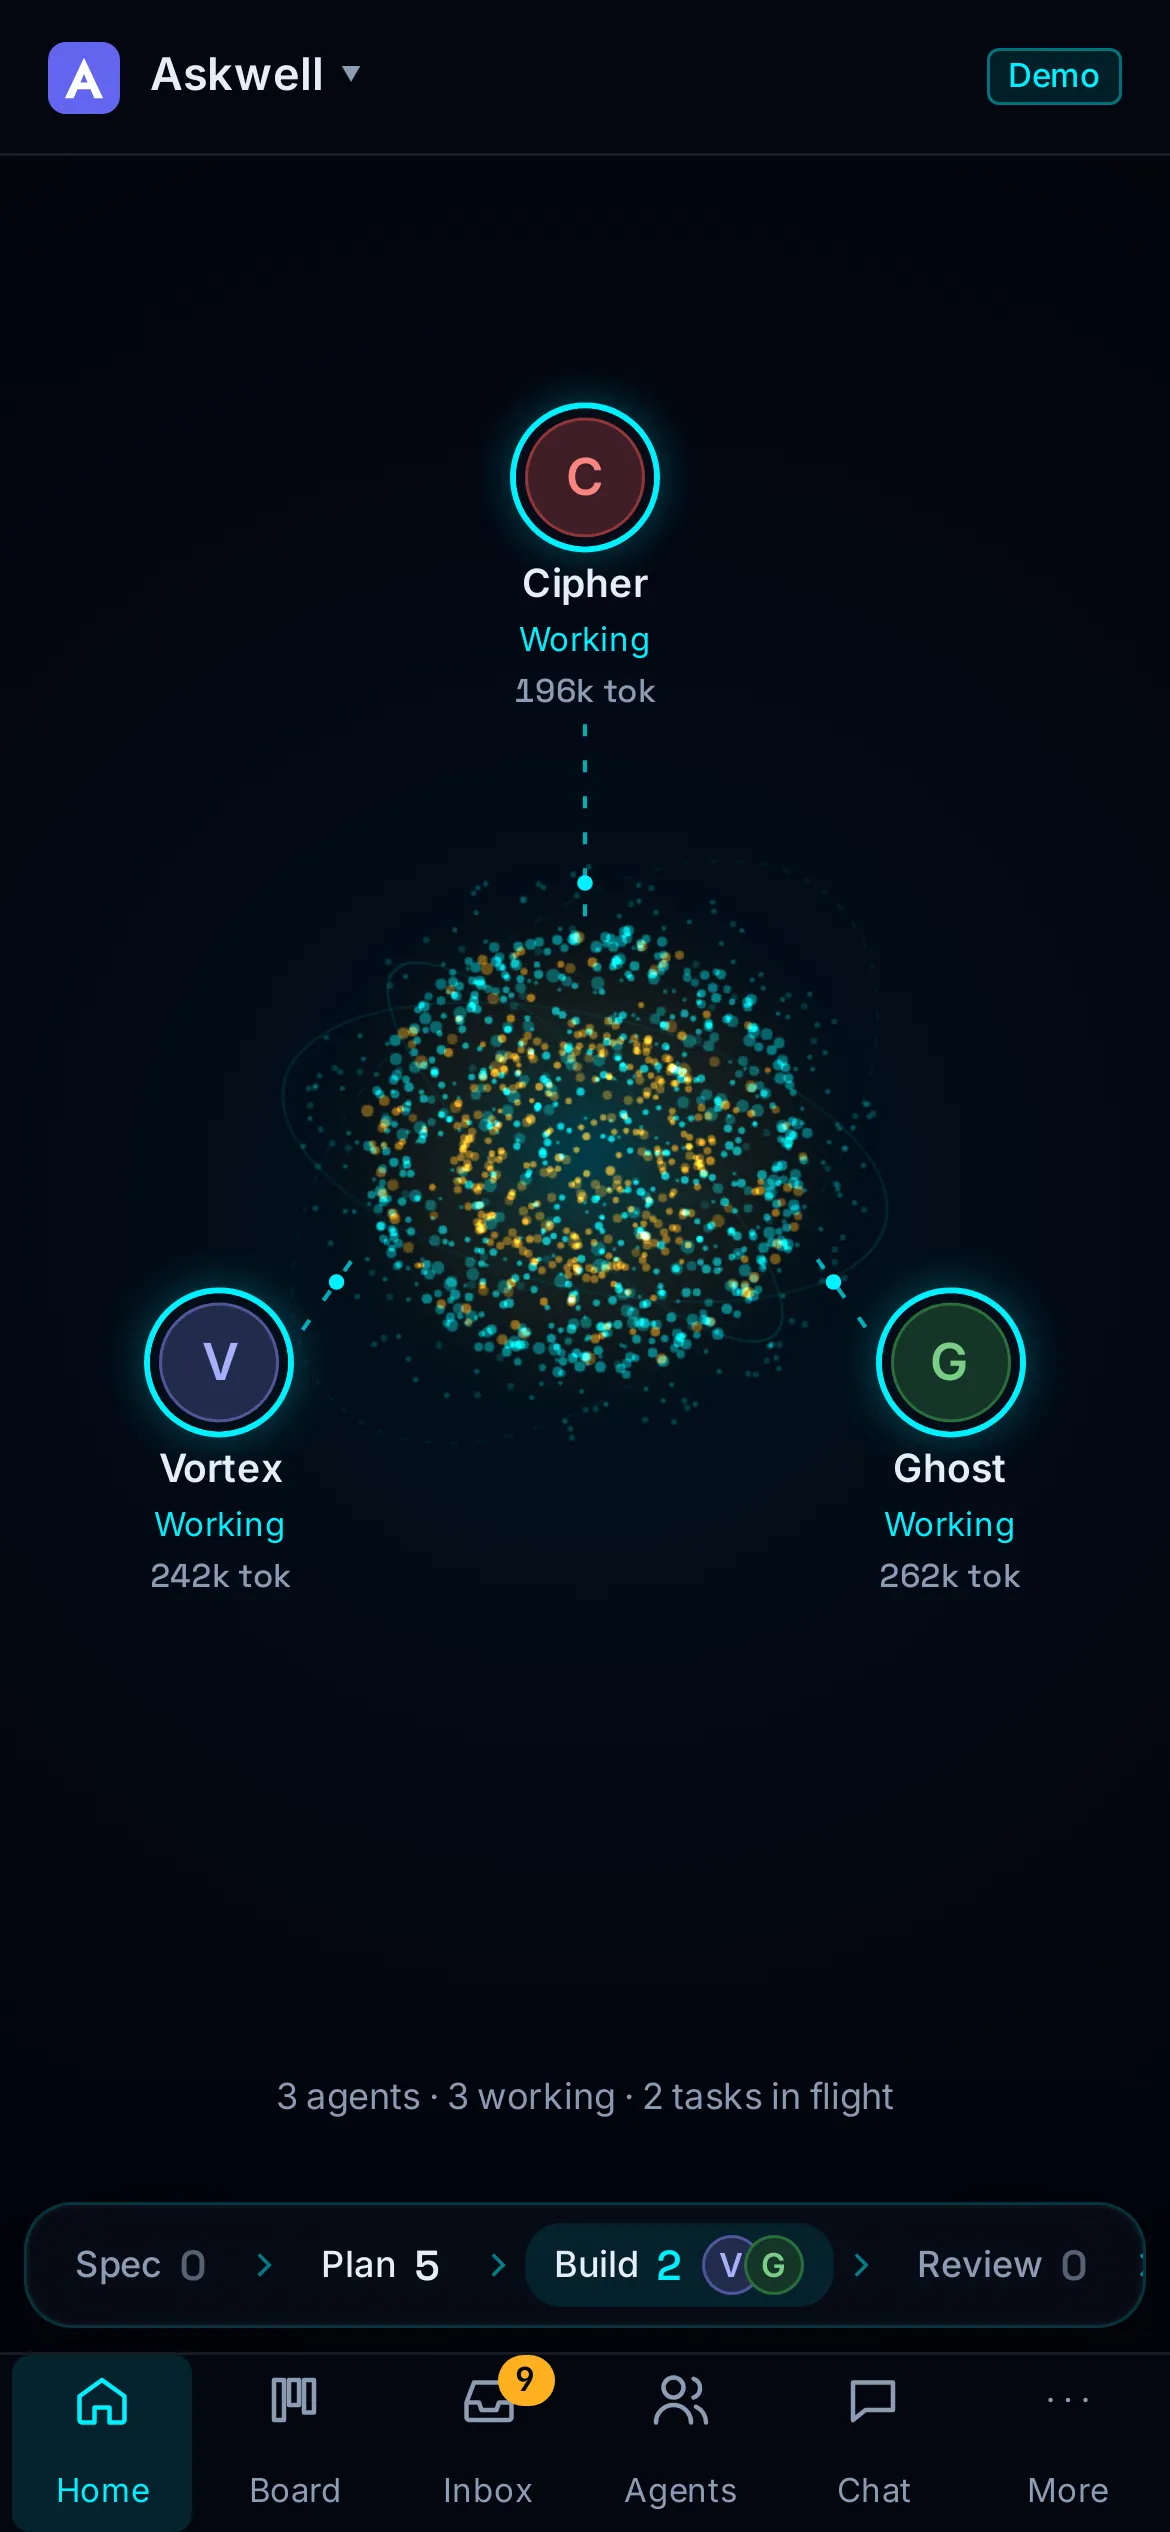 A Askwell ▼ Demo
C
Cipher
Working
196k tok
V
Vortex
Working
242k tok
G
Ghost
Working
262k tok
3 agents · 3 working · 2 tasks in flight
Spec 0 > Plan 5 > Build 2 V G > Review 0
9
Home Board Inbox Agents Chat More